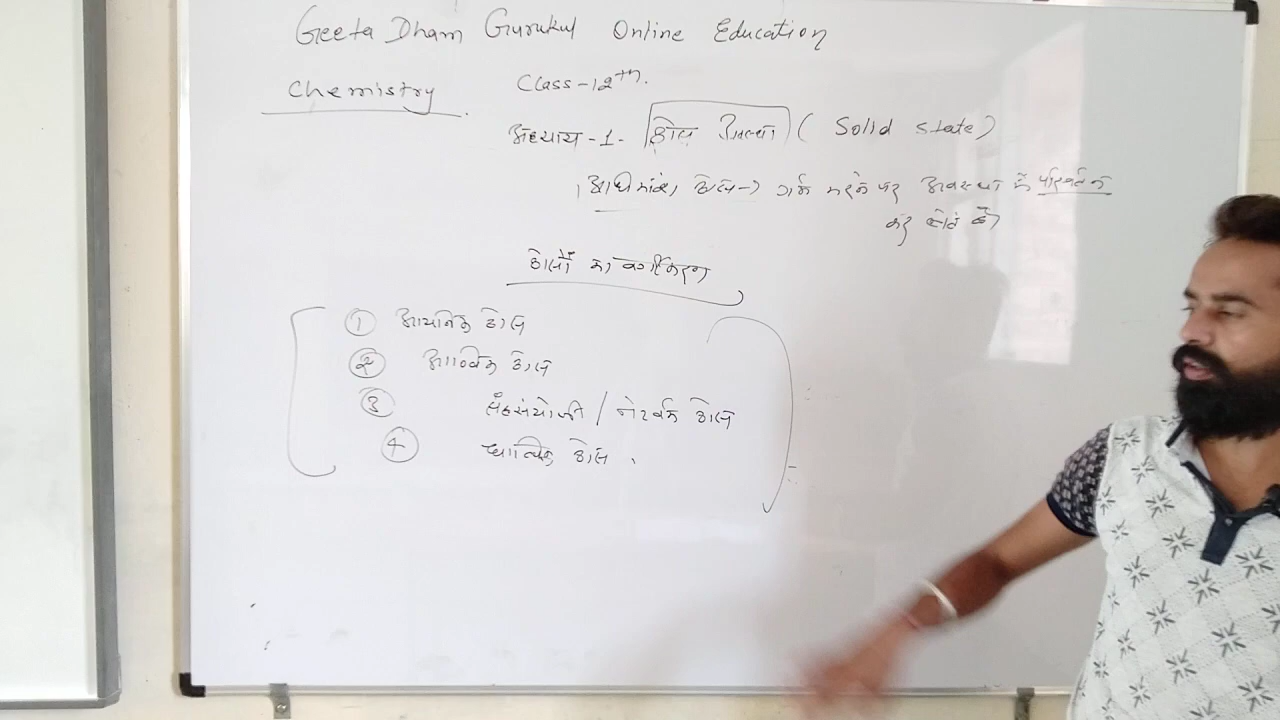 Geeta Dham Gurukul Online Education
Chemistry
Class-12th.
अध्याय-1. ठोस अवस्था (Solid state)
अधिकांश ठोस→ गर्म करने पर अवस्था में परिवर्तन
कर लेते है
ठोसों का वर्गीकरण
① आयनिक ठोस
② आण्विक ठोस
③ सहसंयोजी / नेटवर्क ठोस
④ धात्विक ठोस .